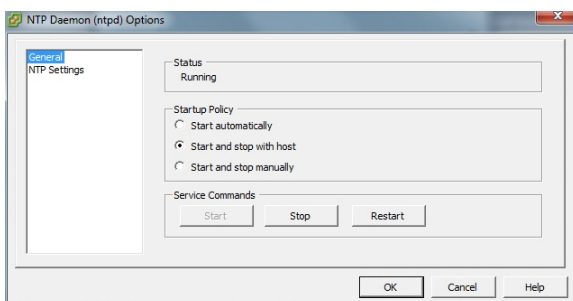 NTP Daemon (ntpd) Options
General
NTP Settings
Status
Running
Startup Policy
Start automatically
Start and stop with host
Start and stop manually
Service Commands
Start Stop Restart
OK Cancel Help